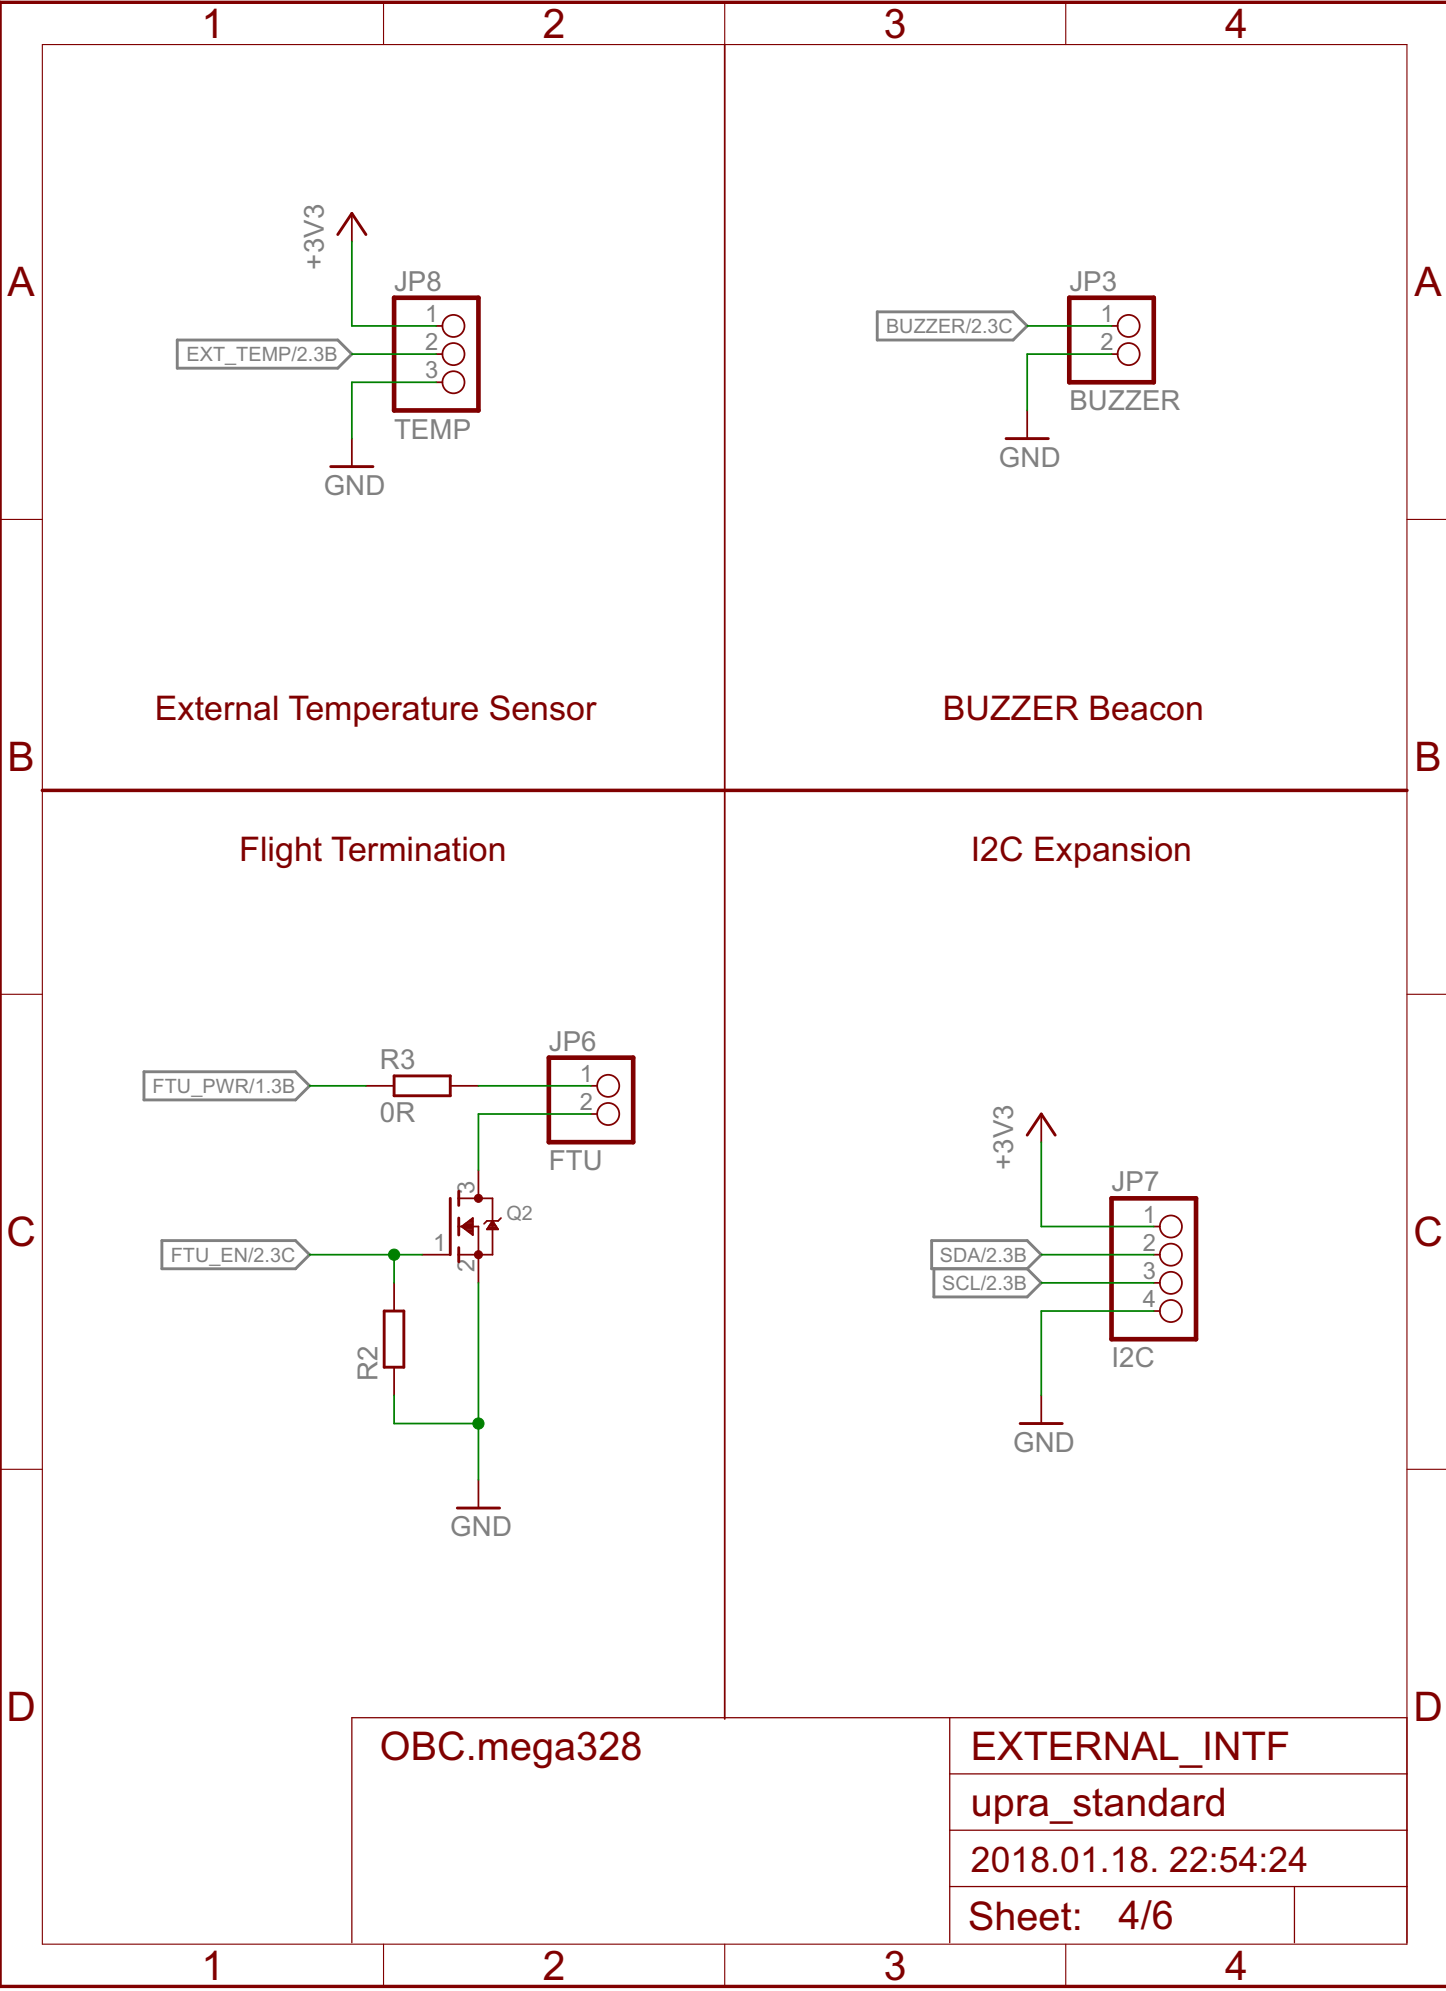 1 2 3 4
A A
+3V3
JP8
1
EXT_TEMP/2.3B
2
3
TEMP
GND
JP3
BUZZER/2.3C
1
2
BUZZER
GND
External Temperature Sensor
BUZZER Beacon
B B
Flight Termination
I2C Expansion
JP6
R3
FTU_PWR/1.3B
1
0R
2
FTU
3
Q2
FTU_EN/2.3C
1
2
R2
GND
+3V3
JP7
1
SDA/2.3B
2
SCL/2.3B
3
4
I2C
GND
C C
D D
OBC.mega328
EXTERNAL_INTF
upra_standard
2018.01.18. 22:54:24
Sheet: 4/6
1 2 3 4